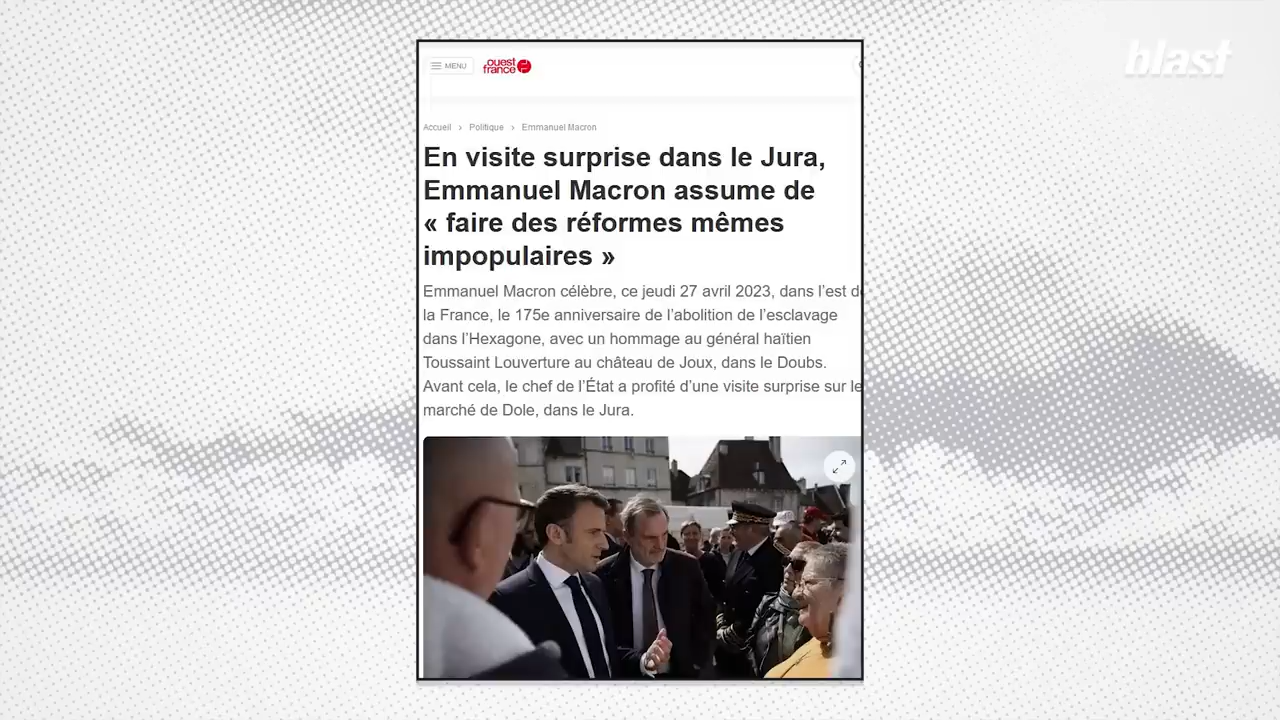 blast
MENU
ouest
france
Accueil > Politique > Emmanuel Macron
En visite surprise dans le Jura,
Emmanuel Macron assume de
« faire des réformes mêmes
impopulaires »
Emmanuel Macron célèbre, ce jeudi 27 avril 2023, dans l'est de
la France, le 175e anniversaire de l'abolition de l'esclavage
dans l'Hexagone, avec un hommage au général haïtien
Toussaint Louverture au château de Joux, dans le Doubs.
Avant cela, le chef de l'État a profité d'une visite surprise sur le
marché de Dole, dans le Jura.